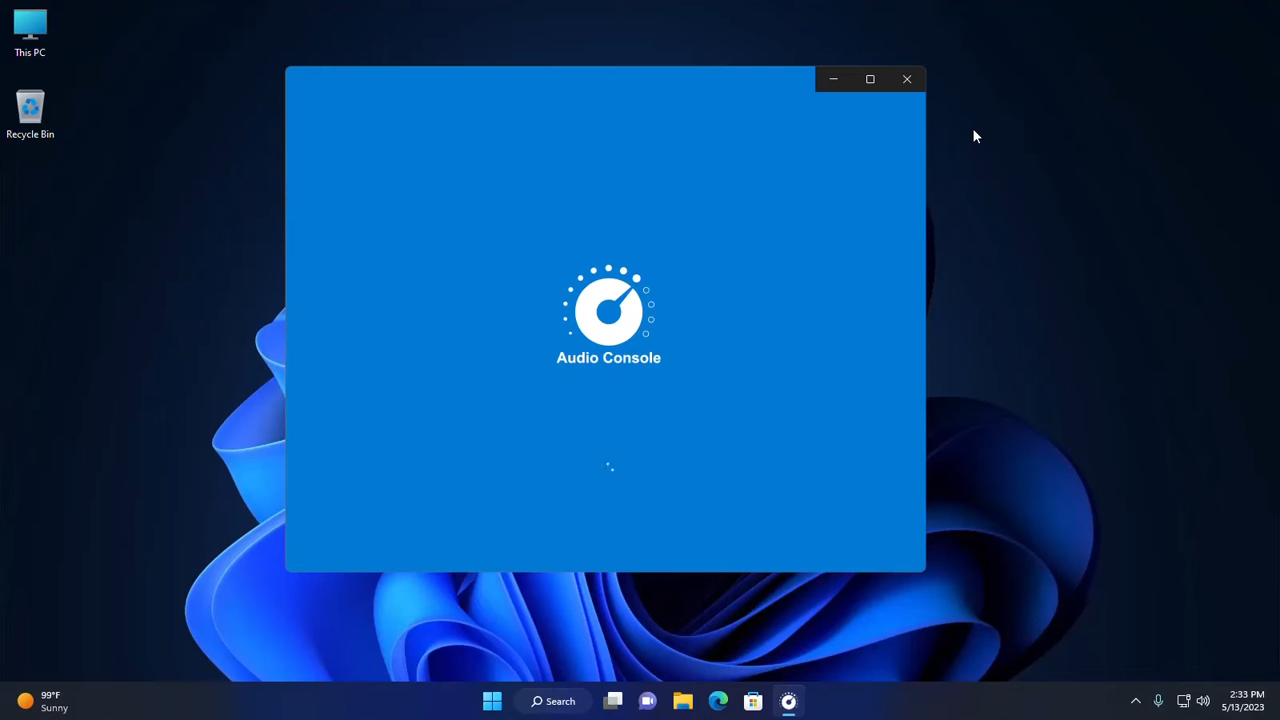 This PC
Recycle Bin
Audio Console
99°F
Sunny
Search
2:33 PM
5/13/2023